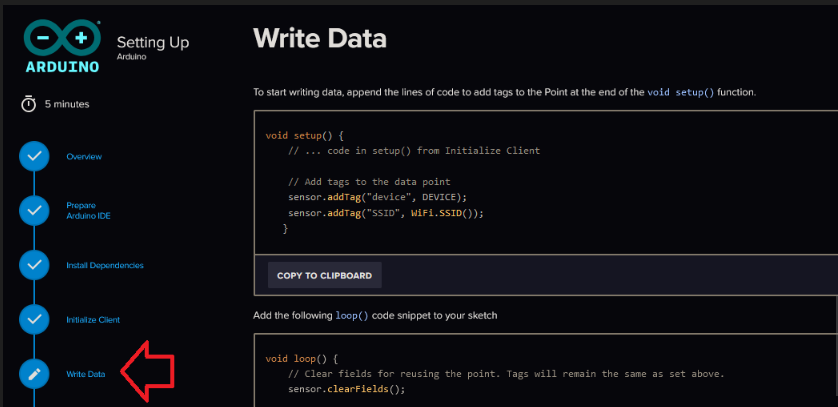 ARDUINO
Setting Up
Arduino
5 minutes
Overview
Prepare
Arduino IDE
Install Dependencies
Initialize Client
Write Data
Write Data
To start writing data, append the lines of code to add tags to the Point at the end of the void setup() function.
void setup() {
// ... code in setup() from Initialize Client
// Add tags to the data point
sensor.addTag("device", DEVICE);
sensor.addTag("SSID", WiFi.SSID());
}
COPY TO CLIPBOARD
Add the following loop() code snippet to your sketch
void loop() {
// Clear fields for reusing the point. Tags will remain the same as set above.
sensor.clearFields();